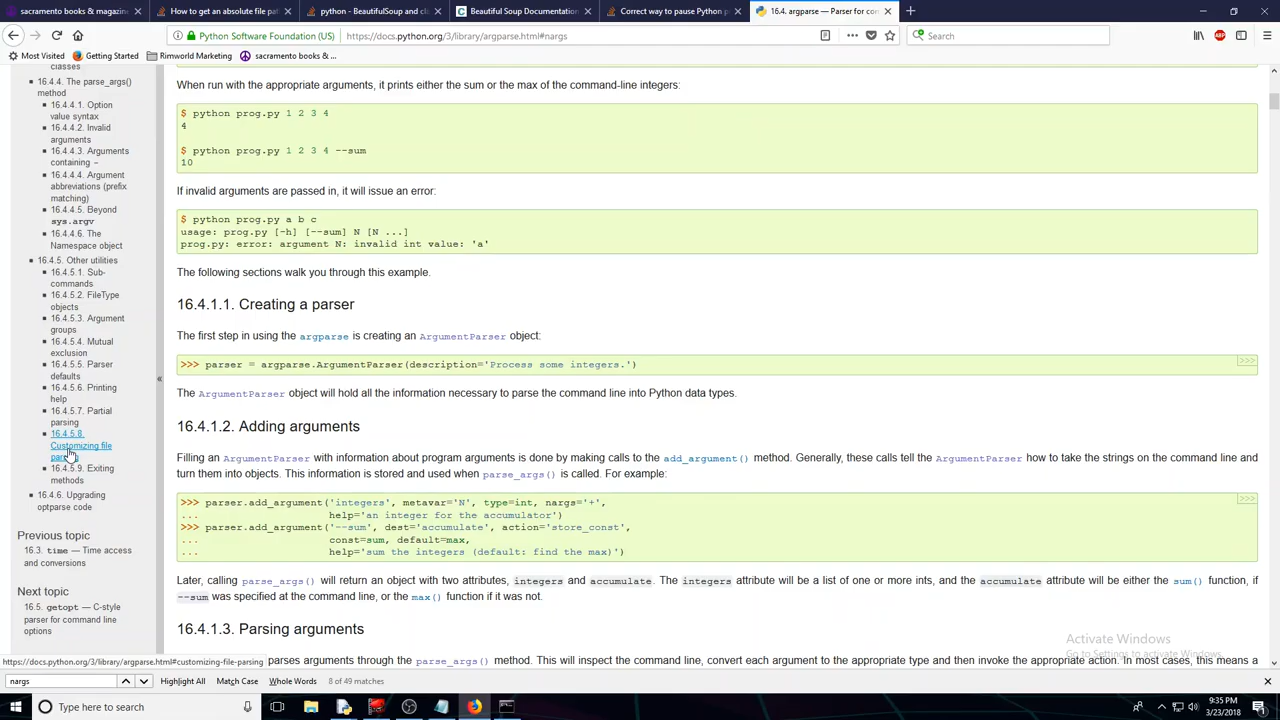 sacramento books & magazine
How to get an absolute file pat
python - BeautifulSoup and cla
Beautiful Soup Documentation
Correct way to pause Python pr
16.4. argparse — Parser for com
Python Software Foundation (US)
https://docs.python.org/3/library/argparse.html#nargs
Search
Most Visited
Getting Started
Rimworld Marketing
sacramento books & ...
classes
16.4.4. The parse_args()
method
16.4.4.1. Option
value syntax
16.4.4.2. Invalid
arguments
16.4.4.3. Arguments
containing -
16.4.4.4. Argument
abbreviations (prefix
matching)
16.4.4.5. Beyond
sys.argv
16.4.4.6. The
Namespace object
16.4.5. Other utilities
16.4.5.1. Sub-
commands
16.4.5.2. FileType
objects
16.4.5.3. Argument
groups
16.4.5.4. Mutual
exclusion
16.4.5.5. Parser
defaults
16.4.5.6. Printing
help
16.4.5.7. Partial
parsing
16.4.5.8.
Customizing file
16.4.5.9. Exiting
methods
16.4.6. Upgrading
optparse code
Previous topic
16.3. time — Time access
and conversions
Next topic
16.5. getopt — C-style
parser for command line
options
«
When run with the appropriate arguments, it prints either the sum or the max of the command-line integers:
$ python prog.py 1 2 3 4
4
$ python prog.py 1 2 3 4 --sum
10
If invalid arguments are passed in, it will issue an error:
$ python prog.py a b c
usage: prog.py [-h] [--sum] N [N ...]
prog.py: error: argument N: invalid int value: 'a'
The following sections walk you through this example.
16.4.1.1. Creating a parser
The first step in using the argparse is creating an ArgumentParser object:
>>> parser = argparse.ArgumentParser(description='Process some integers.')
>>>
The ArgumentParser object will hold all the information necessary to parse the command line into Python data types.
16.4.1.2. Adding arguments
Filling an ArgumentParser with information about program arguments is done by making calls to the add_argument() method. Generally, these calls tell the ArgumentParser how to take the strings on the command line and
turn them into objects. This information is stored and used when parse_args() is called. For example:
>>> parser.add_argument('integers', metavar='N', type=int, nargs='+',
>>>
... help='an integer for the accumulator')
>>> parser.add_argument('--sum', dest='accumulate', action='store_const',
... const=sum, default=max,
... help='sum the integers (default: find the max)')
Later, calling parse_args() will return an object with two attributes, integers and accumulate. The integers attribute will be a list of one or more ints, and the accumulate attribute will be either the sum() function, if
--sum was specified at the command line, or the max() function if it was not.
16.4.1.3. Parsing arguments
parses arguments through the parse_args() method. This will inspect the command line, convert each argument to the appropriate type and then invoke the appropriate action. In most cases, this means a
Activate Windows
Go to Settings to activate Windows.
https://docs.python.org/3/library/argparse.html#customizing-file-parsing
nargs
Highlight All
Match Case
Whole Words
8 of 49 matches
Type here to search
9:35 PM
3/23/2018